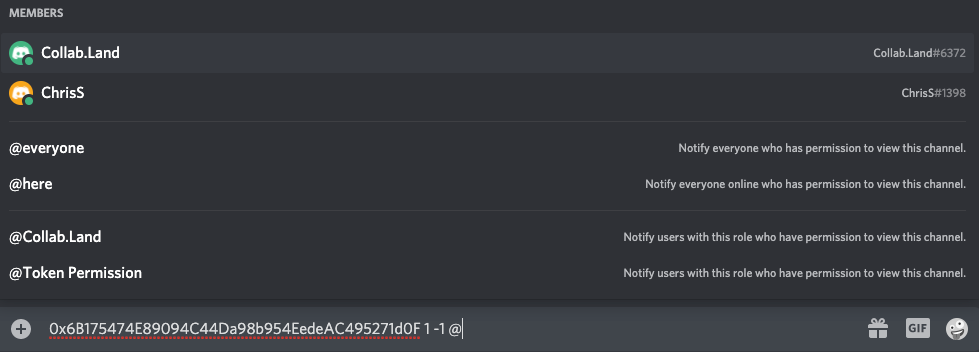 MEMBERS
Collab.Land Collab.Land#6372
ChrisS ChrisS#1398
@everyone Notify everyone who has permission to view this channel.
@here Notify everyone online who has permission to view this channel.
@Collab.Land Notify users with this role who have permission to view this channel.
@Token Permission Notify users with this role who have permission to view this channel.
0x6B175474E89094C44Da98b954EedeAC495271d0F 1 -1 @ GIF